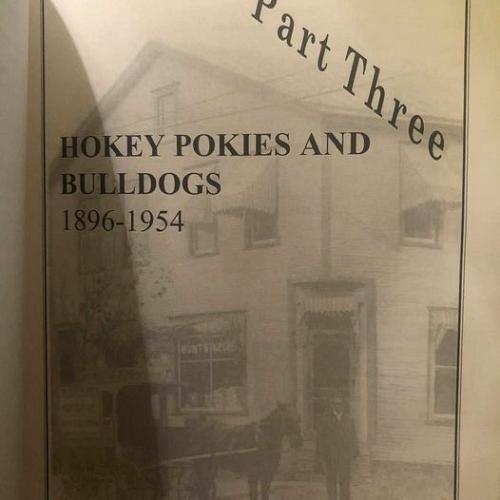 Part Three
HOKEY POKIES AND
BULLDOGS
1896-1954